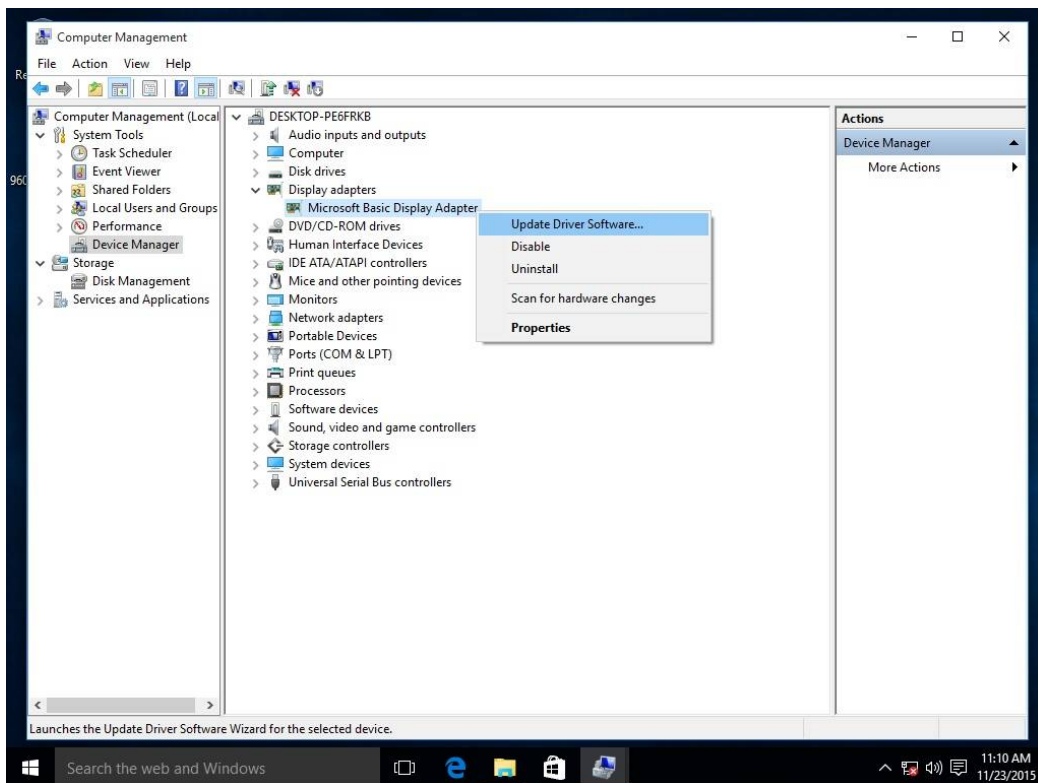 Computer Management
File Action View Help
Re
960
Computer Management (Local
System Tools
Task Scheduler
Event Viewer
Shared Folders
Local Users and Groups
Performance
Device Manager
Storage
Disk Management
Services and Applications
DESKTOP-PE6FRKB
Audio inputs and outputs
Computer
Disk drives
Display adapters
Microsoft Basic Display Adapter
DVD/CD-ROM drives
Human Interface Devices
IDE ATA/ATAPI controllers
Mice and other pointing devices
Monitors
Network adapters
Portable Devices
Ports (COM & LPT)
Print queues
Processors
Software devices
Sound, video and game controllers
Storage controllers
System devices
Universal Serial Bus controllers
Update Driver Software...
Disable
Uninstall
Scan for hardware changes
Properties
Actions
Device Manager
More Actions
Launches the Update Driver Software Wizard for the selected device.
Search the web and Windows
11:10 AM
11/23/2015